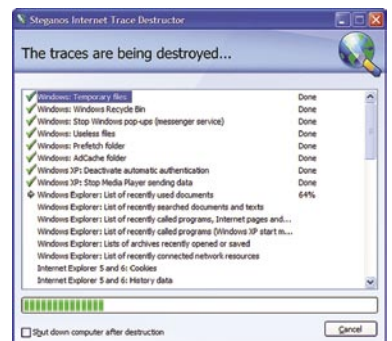 Steganos Internet Trace Destructor
The traces are being destroyed...
Windows: Temporary files Done
Windows: Windows Recycle Bin Done
Windows: Stop Windows pop-ups (messenger service) Done
Windows: Useless files Done
Windows: Prefetch folder Done
Windows: AdCache folder Done
Windows XP: Deactivate automatic authentication Done
Windows XP: Stop Media Player sending data Done
Windows Explorer: List of recently used documents 64%
Windows Explorer: List of recently searched documents and texts
Windows Explorer: List of recently called programs, Internet pages and...
Windows Explorer: List of recently called programs (Windows XP start m...
Windows Explorer: Lists of archives recently opened or saved
Windows Explorer: List of recently connected network resources
Internet Explorer 5 and 6: Cookies
Internet Explorer 5 and 6: History data
Shut down computer after destruction
Cancel